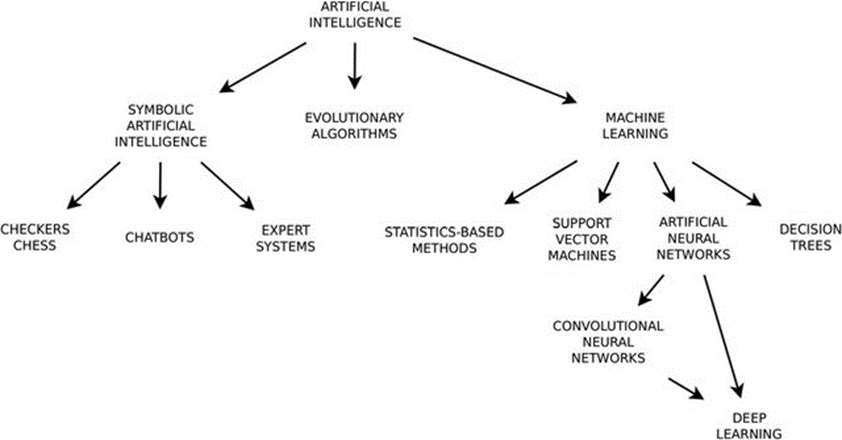 ARTIFICIAL
INTELLIGENCE
SYMBOLIC
ARTIFICIAL
INTELLIGENCE
EVOLUTIONARY
ALGORITHMS
MACHINE
LEARNING
CHECKERS
CHESS
CHATBOTS
EXPERT
SYSTEMS
STATISTICS-BASED
METHODS
SUPPORT
VECTOR
MACHINES
ARTIFICIAL
NEURAL
NETWORKS
DECISION
TREES
CONVOLUTIONAL
NEURAL
NETWORKS
DEEP
LEARNING